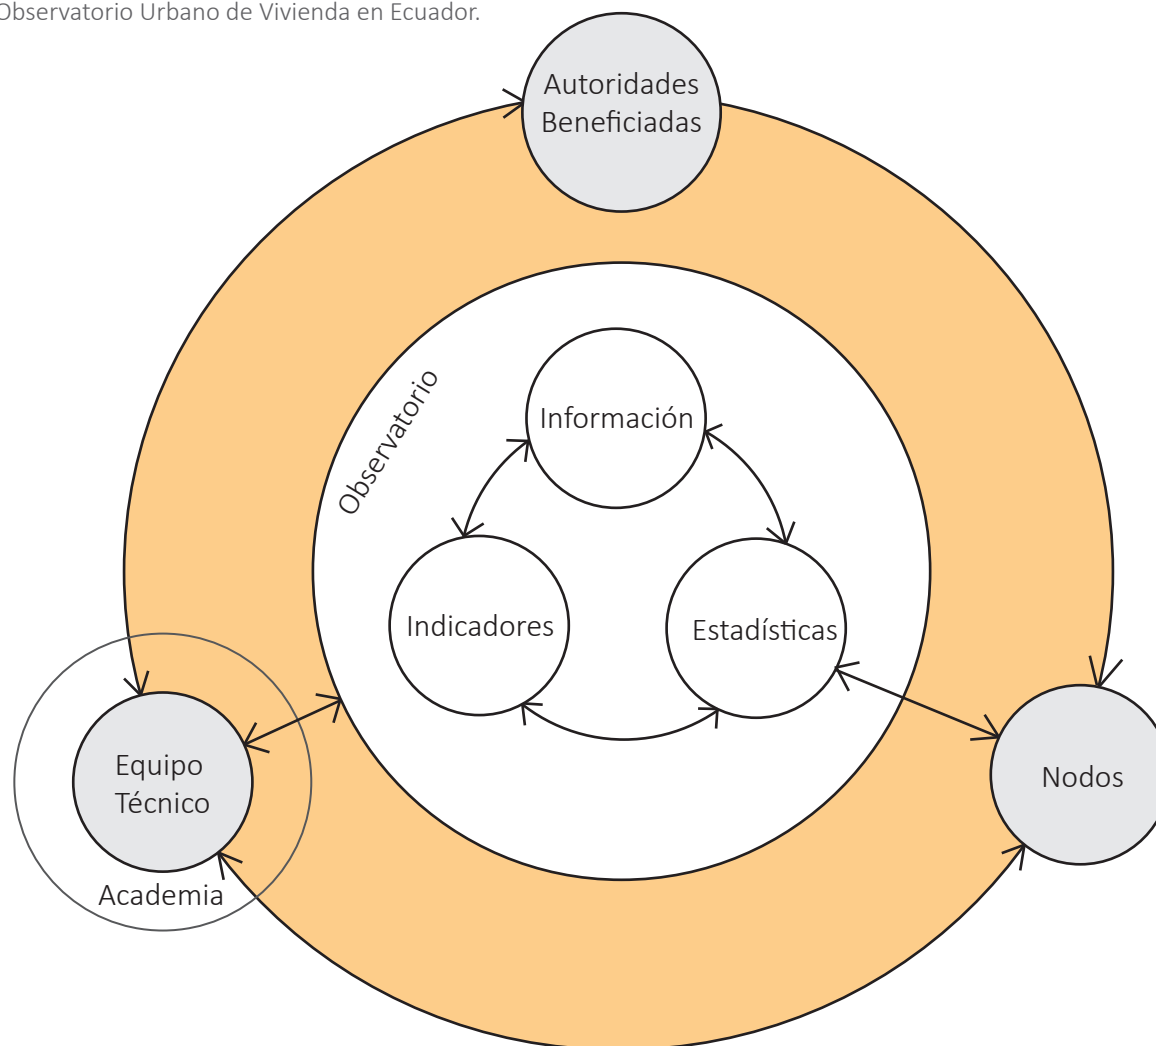 Observatorio Urbano de Vivienda en Ecuador.
Autoridades
Beneficiadas
Observatorio
Información
Indicadores
Estadísticas
Equipo
Técnico
Nodos
Academia